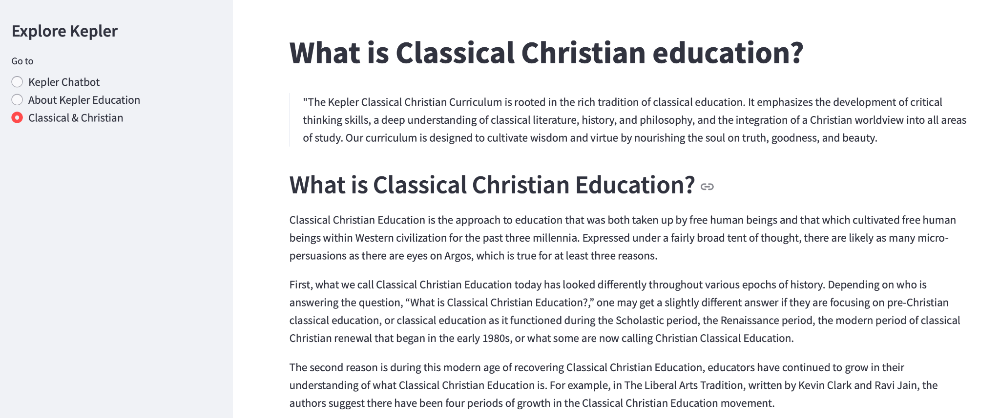 Explore Kepler
Go to
Kepler Chatbot
About Kepler Education
Classical & Christian
What is Classical Christian education?
"The Kepler Classical Christian Curriculum is rooted in the rich tradition of classical education. It emphasizes the development of critical
thinking skills, a deep understanding of classical literature, history, and philosophy, and the integration of a Christian worldview into all areas
of study. Our curriculum is designed to cultivate wisdom and virtue by nourishing the soul on truth, goodness, and beauty.
What is Classical Christian Education?
Classical Christian Education is the approach to education that was both taken up by free human beings and that which cultivated free human
beings within Western civilization for the past three millennia. Expressed under a fairly broad tent of thought, there are likely as many micro-
persuasions as there are eyes on Argos, which is true for at least three reasons.
First, what we call Classical Christian Education today has looked differently throughout various epochs of history. Depending on who is
answering the question, “What is Classical Christian Education?,” one may get a slightly different answer if they are focusing on pre-Christian
classical education, or classical education as it functioned during the Scholastic period, the Renaissance period, the modern period of classical
Christian renewal that began in the early 1980s, or what some are now calling Christian Classical Education.
The second reason is during this modern age of recovering Classical Christian Education, educators have continued to grow in their
understanding of what Classical Christian Education is. For example, in The Liberal Arts Tradition, written by Kevin Clark and Ravi Jain, the
authors suggest there have been four periods of growth in the Classical Christian Education movement.